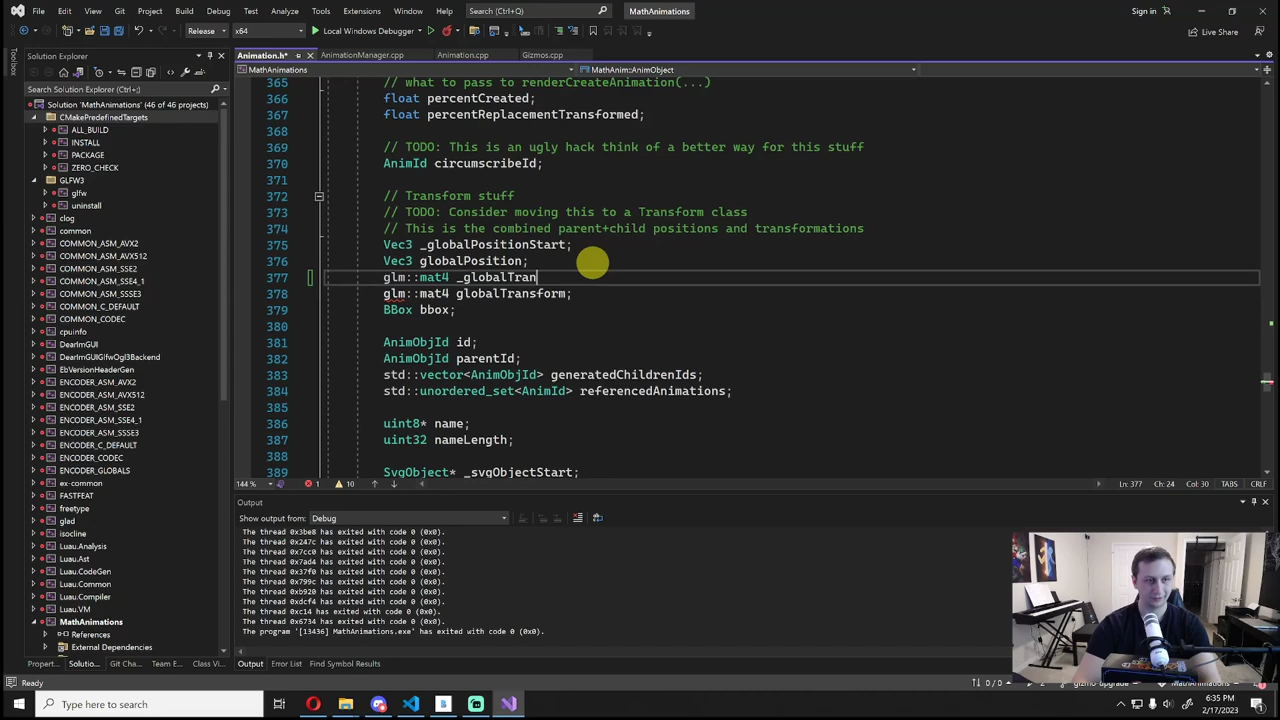 File Edit View Git Project Build Debug Test Analyze Tools Extensions Window Help Search (Ctrl+Q) MathAnimations
Sign in
Release x64 Local Windows Debugger Live Share
Toolbox
Solution Explorer
Search Solution Explorer (Ctrl+;)
Solution 'MathAnimations' (46 of 46 projects)
CMakePredefinedTargets
ALL_BUILD
INSTALL
PACKAGE
ZERO_CHECK
GLFW3
glfw
uninstall
clog
common
COMMON_ASM_AVX2
COMMON_ASM_AVX512
COMMON_ASM_SSE2
COMMON_ASM_SSE4_1
COMMON_ASM_SSSE3
COMMON_C_DEFAULT
COMMON_CODEC
cpuinfo
DearImGUI
DearImGuiGlfwOgl3Backend
EbVersionHeaderGen
ENCODER_ASM_AVX2
ENCODER_ASM_AVX512
ENCODER_ASM_SSE2
ENCODER_ASM_SSE4_1
ENCODER_ASM_SSSE3
ENCODER_C_DEFAULT
ENCODER_CODEC
ENCODER_GLOBALS
ex-common
FASTFEAT
freetype
glad
isocline
Luau.Analysis
Luau.Ast
Luau.CodeGen
Luau.Common
Luau.Compiler
Luau.VM
MathAnimations
References
External Dependencies
Propert... Solutio... Git Cha... Team E... Class Vi...
Animation.h* AnimationManager.cpp Animation.cpp Gizmos.cpp
MathAnimations MathAnim::AnimObject
365 // what to pass to renderCreateAnimation(...)
366 float percentCreated;
367 float percentReplacementTransformed;
368
369 // TODO: This is an ugly hack think of a better way for this stuff
370 AnimId circumscribeId;
371
372 // Transform stuff
373 // TODO: Consider moving this to a Transform class
374 // This is the combined parent+child positions and transformations
375 Vec3 _globalPositionStart;
376 Vec3 globalPosition;
377 glm::mat4 _globalTran
378 glm::mat4 globalTransform;
379 BBox bbox;
380
381 AnimObjId id;
382 AnimObjId parentId;
383 std::vector<AnimObjId> generatedChildrenIds;
384 std::unordered_set<AnimId> referencedAnimations;
385
386 uint8* name;
387 uint32 nameLength;
388
389 SvgObject* _svgObjectStart;
144 % 1 10 Ln: 377 Ch: 24 Col: 30 TABS CRLF
Output
Show output from: Debug
The thread 0x3be8 has exited with code 0 (0x0).
The thread 0x247c has exited with code 0 (0x0).
The thread 0x7cc0 has exited with code 0 (0x0).
The thread 0x7ad4 has exited with code 0 (0x0).
The thread 0x37f0 has exited with code 0 (0x0).
The thread 0x799c has exited with code 0 (0x0).
The thread 0xb920 has exited with code 0 (0x0).
The thread 0xdcf4 has exited with code 0 (0x0).
The thread 0xc14 has exited with code 0 (0x0).
The thread 0x6734 has exited with code 0 (0x0).
The program '[13436] MathAnimations.exe' has exited with code 0 (0x0).
Output Error List Find Symbol Results
Ready 0 / 0 2 gizmo-upgrade MathAnimations
Type here to search
6:35 PM
2/17/2023